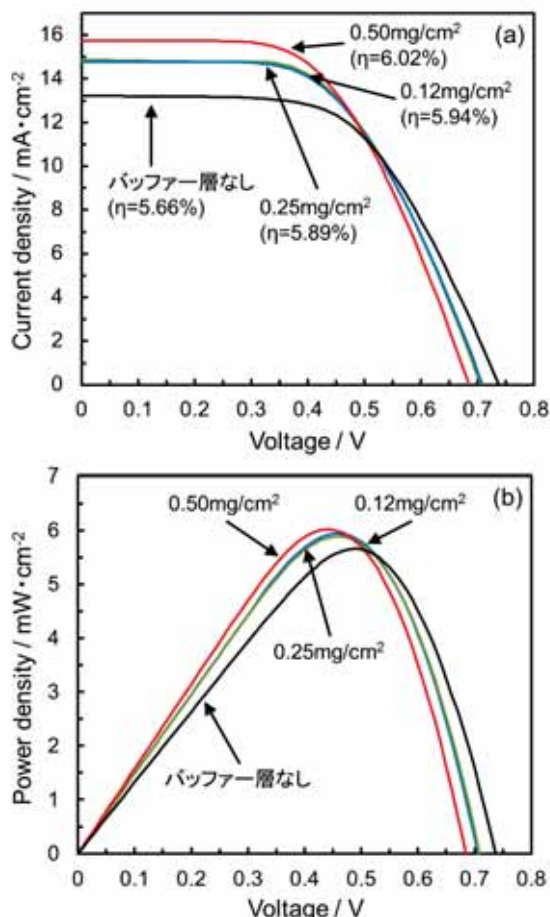 (a)
Current density / mA・cm-2
16
14
12
10
8
6
4
2
0
0.50mg/cm2
(η=6.02%)
0.12mg/cm2
(η=5.94%)
バッファー層なし
(η=5.66%)
0.25mg/cm2
(η=5.89%)
0 0.1 0.2 0.3 0.4 0.5 0.6 0.7 0.8
Voltage / V
(b)
Power density / mW・cm-2
7
6
5
4
3
2
1
0
0.50mg/cm2
0.12mg/cm2
0.25mg/cm2
バッファー層なし
0 0.1 0.2 0.3 0.4 0.5 0.6 0.7 0.8
Voltage / V